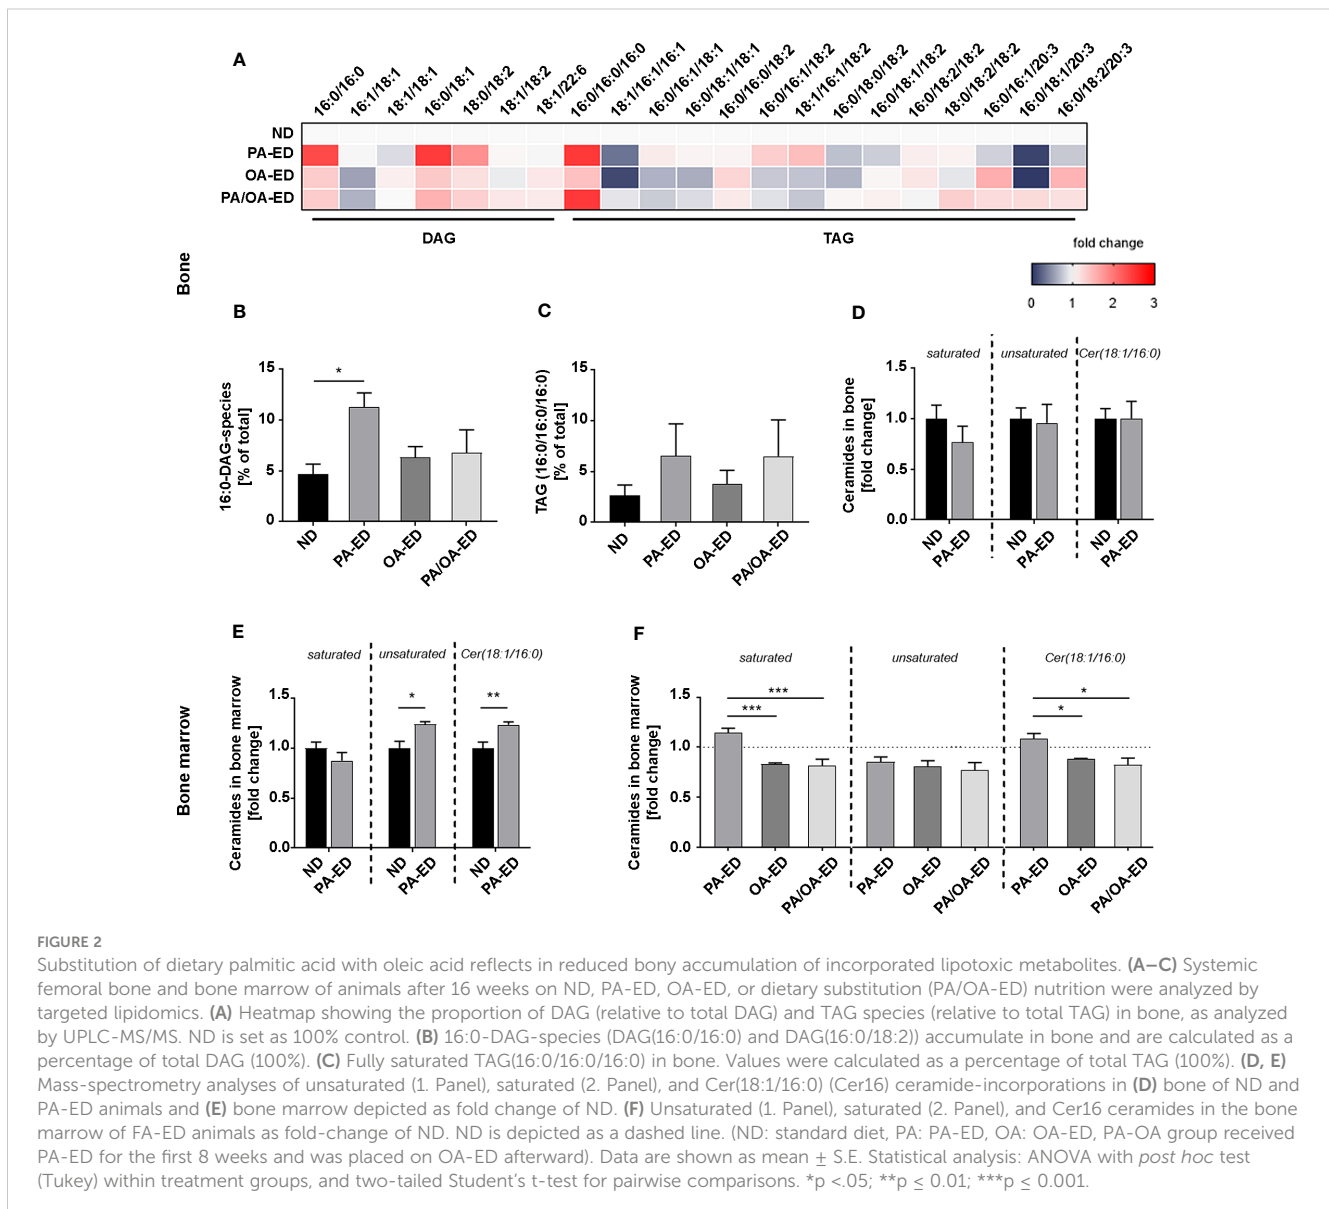 A
16:0/16:0
16:1/18:1
18:1/18:1
16:0/18:1
18:0/18:2
18:1/18:2
18:1/22:6
16:0/16:0/16:0
18:1/16:1/16:1
16:0/16:1/18:1
16:0/18:1/18:1
16:0/16:0/18:2
16:0/16:1/18:2
18:1/16:1/18:2
16:0/18:0/18:2
16:0/18:1/18:2
16:0/18:2/18:2
18:0/18:2/18:2
16:0/16:1/20:3
16:0/18:1/20:3
16:0/18:2/20:3
ND
PA-ED
OA-ED
PA/OA-ED
DAG
TAG
fold change
0 1 2 3
Bone
B
16:0-DAG-species
[% of total]
15
10
5
0
*
ND
PA-ED
OA-ED
PA/OA-ED
C
TAG (16:0/16:0/16:0)
[% of total]
15
10
5
0
ND
PA-ED
OA-ED
PA/OA-ED
D
saturated unsaturated Cer(18:1/16:0)
Ceramides in bone
[fold change]
1.5
1.0
0.5
0.0
ND
PA-ED
ND
PA-ED
ND
PA-ED
Bone marrow
E
saturated unsaturated Cer(18:1/16:0)
Ceramides in bone marrow
[fold change]
1.5
1.0
0.5
0.0
* **
ND
PA-ED
ND
PA-ED
ND
PA-ED
F
saturated unsaturated Cer(18:1/16:0)
Ceramides in bone marrow
[fold change]
1.5
1.0
0.5
0.0
*** *
*** *
PA-ED
OA-ED
PA/OA-ED
PA-ED
OA-ED
PA/OA-ED
PA-ED
OA-ED
PA/OA-ED
FIGURE 2
Substitution of dietary palmitic acid with oleic acid reflects in reduced bony accumulation of incorporated lipotoxic metabolites. (A–C) Systemic
femoral bone and bone marrow of animals after 16 weeks on ND, PA-ED, OA-ED, or dietary substitution (PA/OA-ED) nutrition were analyzed by
targeted lipidomics. (A) Heatmap showing the proportion of DAG (relative to total DAG) and TAG species (relative to total TAG) in bone, as analyzed
by UPLC-MS/MS. ND is set as 100% control. (B) 16:0-DAG-species (DAG(16:0/16:0) and DAG(16:0/18:2)) accumulate in bone and are calculated as a
percentage of total DAG (100%). (C) Fully saturated TAG(16:0/16:0/16:0) in bone. Values were calculated as a percentage of total TAG (100%). (D, E)
Mass-spectrometry analyses of unsaturated (1. Panel), saturated (2. Panel), and Cer(18:1/16:0) (Cer16) ceramide-incorporations in (D) bone of ND and
PA-ED animals and (E) bone marrow depicted as fold change of ND. (F) Unsaturated (1. Panel), saturated (2. Panel), and Cer16 ceramides in the bone
marrow of FA-ED animals as fold-change of ND. ND is depicted as a dashed line. (ND: standard diet, PA: PA-ED, OA: OA-ED, PA-OA group received
PA-ED for the first 8 weeks and was placed on OA-ED afterward). Data are shown as mean ± S.E. Statistical analysis: ANOVA with post hoc test
(Tukey) within treatment groups, and two-tailed Student's t-test for pairwise comparisons. *p <.05; **p ≤ 0.01; ***p ≤ 0.001.